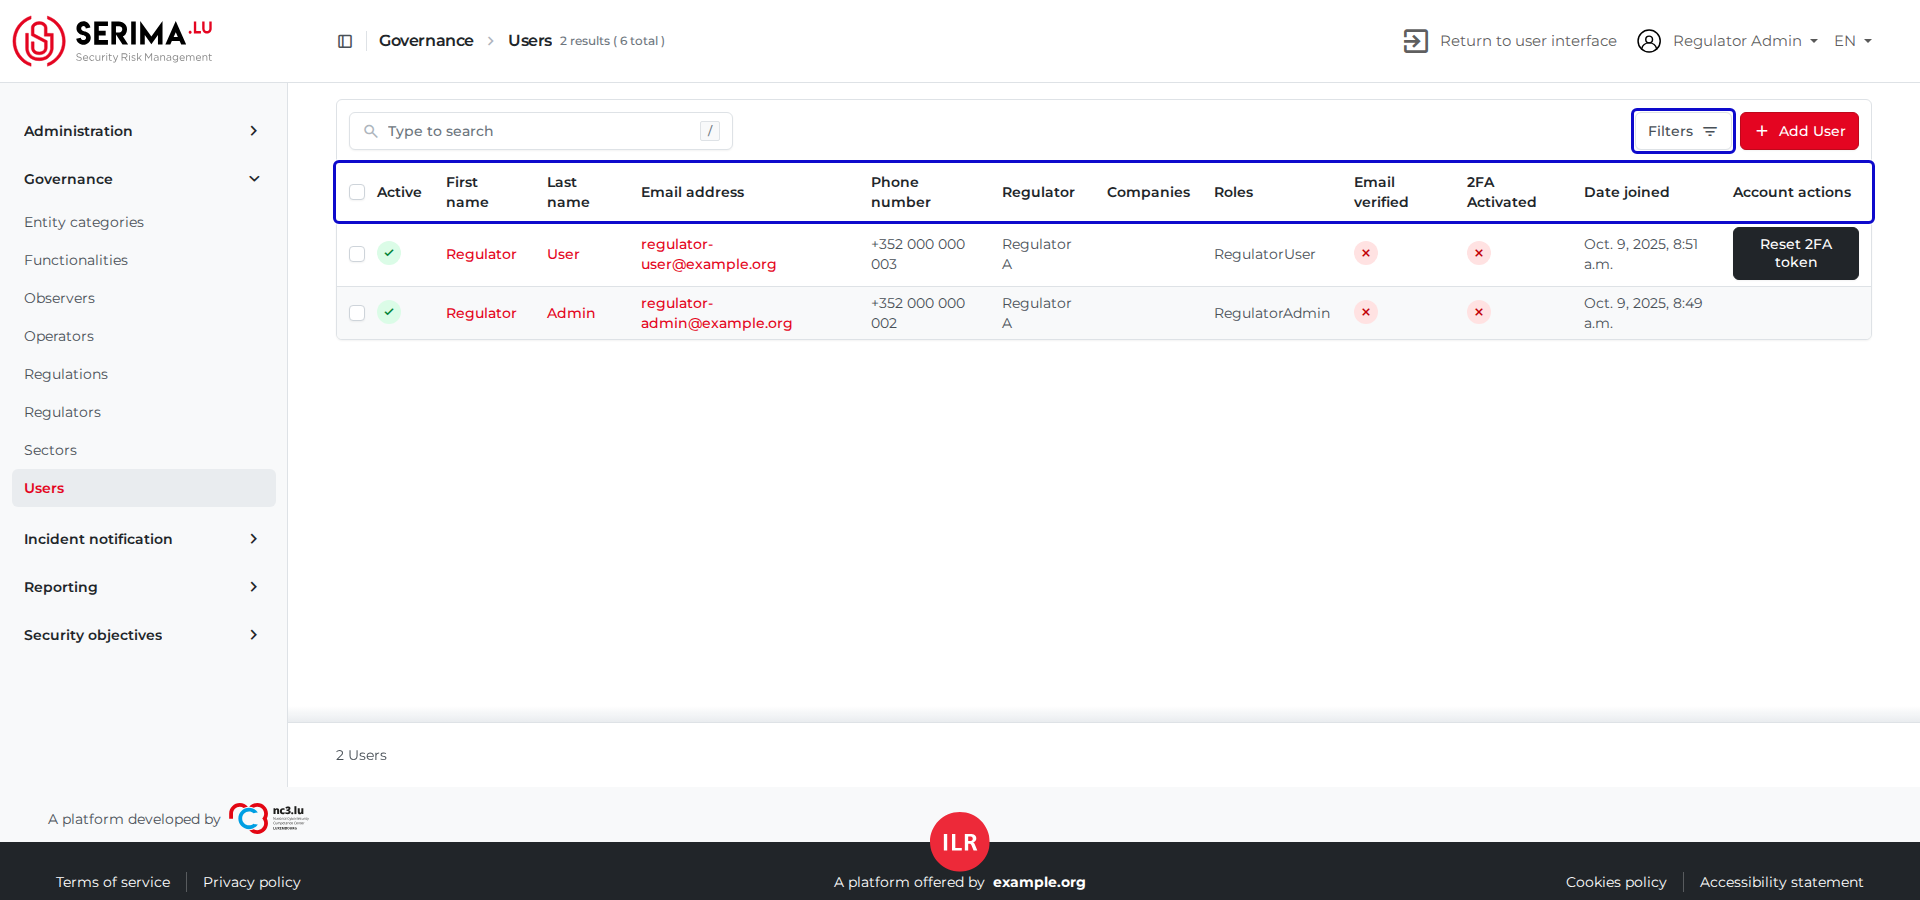 SERIMA.LU
Security Risk Management
Governance > Users 2 results ( 6 total )
Return to user interface
Regulator Admin
EN
Administration
Governance
Entity categories
Functionalities
Observers
Operators
Regulations
Regulators
Sectors
Users
Incident notification
Reporting
Security objectives
Type to search /
Filters
+ Add User
Active First name Last name Email address Phone number Regulator Companies Roles Email verified 2FA Activated Date joined Account actions
Regulator User regulator-user@example.org +352 000 000 003 Regulator A RegulatorUser Oct. 9, 2025, 8:51 a.m. Reset 2FA token
Regulator Admin regulator-admin@example.org +352 000 000 002 Regulator A RegulatorAdmin Oct. 9, 2025, 8:49 a.m.
2 Users
A platform developed by
nc3.lu
ILR
Terms of service
Privacy policy
A platform offered by example.org
Cookies policy
Accessibility statement